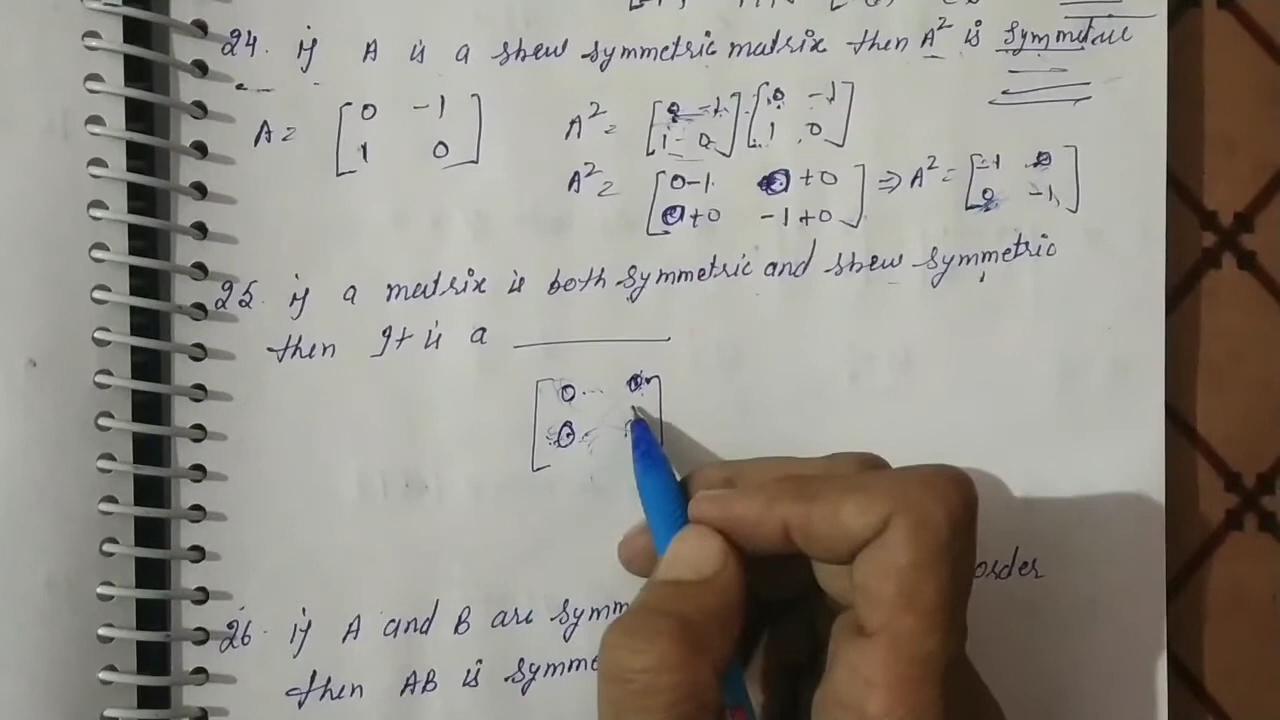 24. if A is a skew symmetric matrix then A² is symmetric
A = [0 -1
1 0]
A² = [0 -1
1 0] . [0 -1
1 0]
A² = [0-1 0+0
0+0 -1+0] ⇒ A² = [-1 0
0 -1]
25. if a matrix is both symmetric and skew symmetric
then It is a ________
[0 ... 0
0
order
26. if A and B are symm
then AB is symme